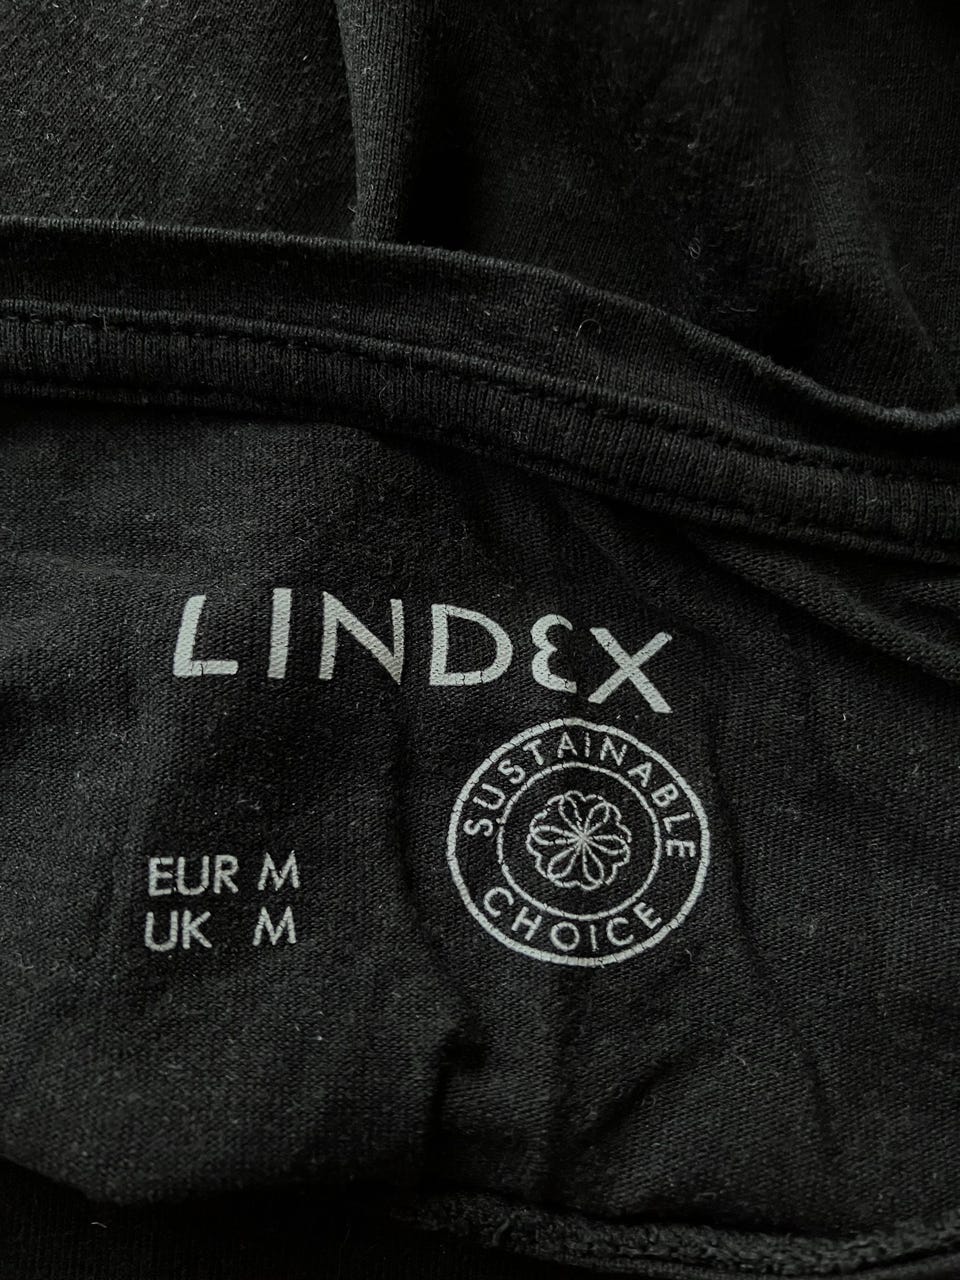 LINDEX
SUSTAINABLE
CHOICE
EUR M
UK M